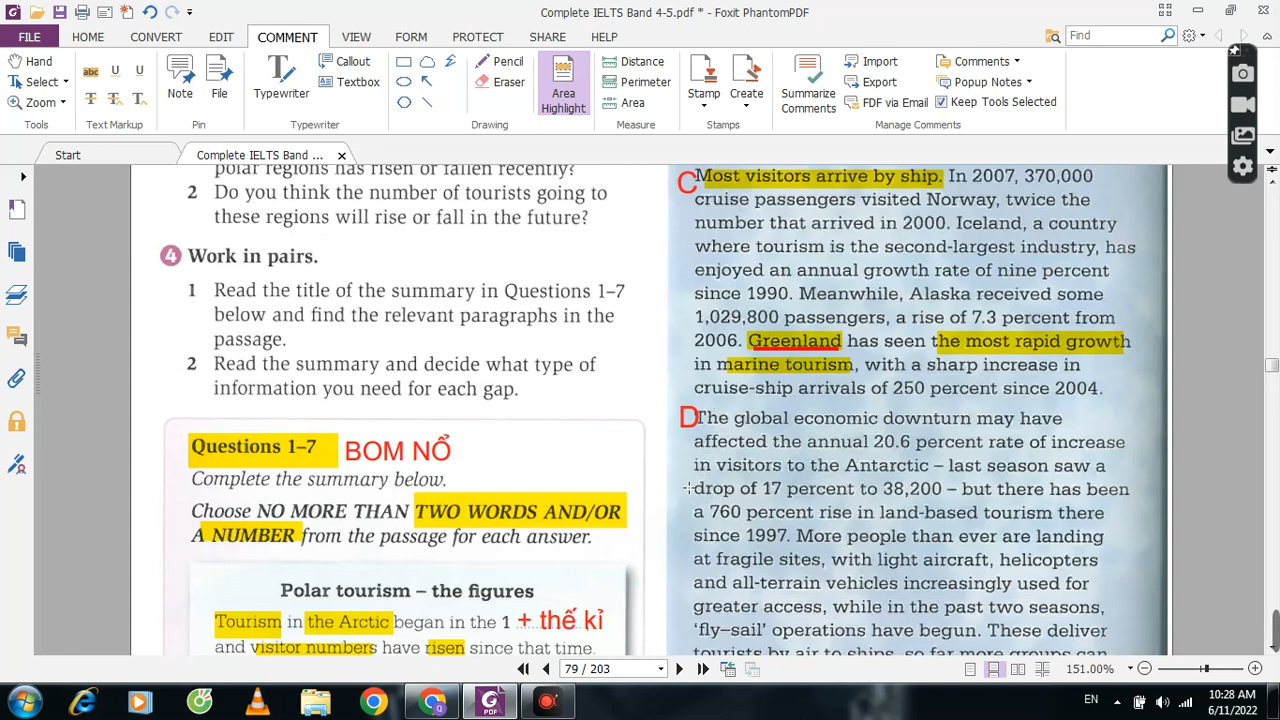 Complete IELTS Band 4-5.pdf * - Foxit PhantomPDF
FILE HOME CONVERT EDIT COMMENT VIEW FORM PROTECT SHARE HELP
Find
Hand
Select
Zoom
Tools
abc U U
T T T
Text Markup
Note
File
Pin
Typewriter
Callout
Textbox
Typewriter
Pencil
Eraser
Drawing
Area Highlight
Distance
Perimeter
Area
Measure
Stamp
Create
Stamps
Summarize Comments
Import
Export
FDF via Email
Comments
Popup Notes
Keep Tools Selected
Manage Comments
Start
Complete IELTS Band ...
polar regions has risen or fallen recently?
2 Do you think the number of tourists going to
these regions will rise or fall in the future?
4 Work in pairs.
1 Read the title of the summary in Questions 1–7
below and find the relevant paragraphs in the
passage.
2 Read the summary and decide what type of
information you need for each gap.
Questions 1–7 BOM NỔ
Complete the summary below.
Choose NO MORE THAN TWO WORDS AND/OR
A NUMBER from the passage for each answer.
Polar tourism – the figures
Tourism in the Arctic began in the 1 + thế kỉ
and visitor numbers have risen since that time.
C Most visitors arrive by ship. In 2007, 370,000
cruise passengers visited Norway, twice the
number that arrived in 2000. Iceland, a country
where tourism is the second-largest industry, has
enjoyed an annual growth rate of nine percent
since 1990. Meanwhile, Alaska received some
1,029,800 passengers, a rise of 7.3 percent from
2006. Greenland has seen the most rapid growth
in marine tourism, with a sharp increase in
cruise-ship arrivals of 250 percent since 2004.
D The global economic downturn may have
affected the annual 20.6 percent rate of increase
in visitors to the Antarctic – last season saw a
drop of 17 percent to 38,200 – but there has been
a 760 percent rise in land-based tourism there
since 1997. More people than ever are landing
at fragile sites, with light aircraft, helicopters
and all-terrain vehicles increasingly used for
greater access, while in the past two seasons,
'fly–sail' operations have begun. These deliver
tourists by air to ships, so far more groups can
79 / 203
151.00%
EN
10:28 AM
6/11/2022